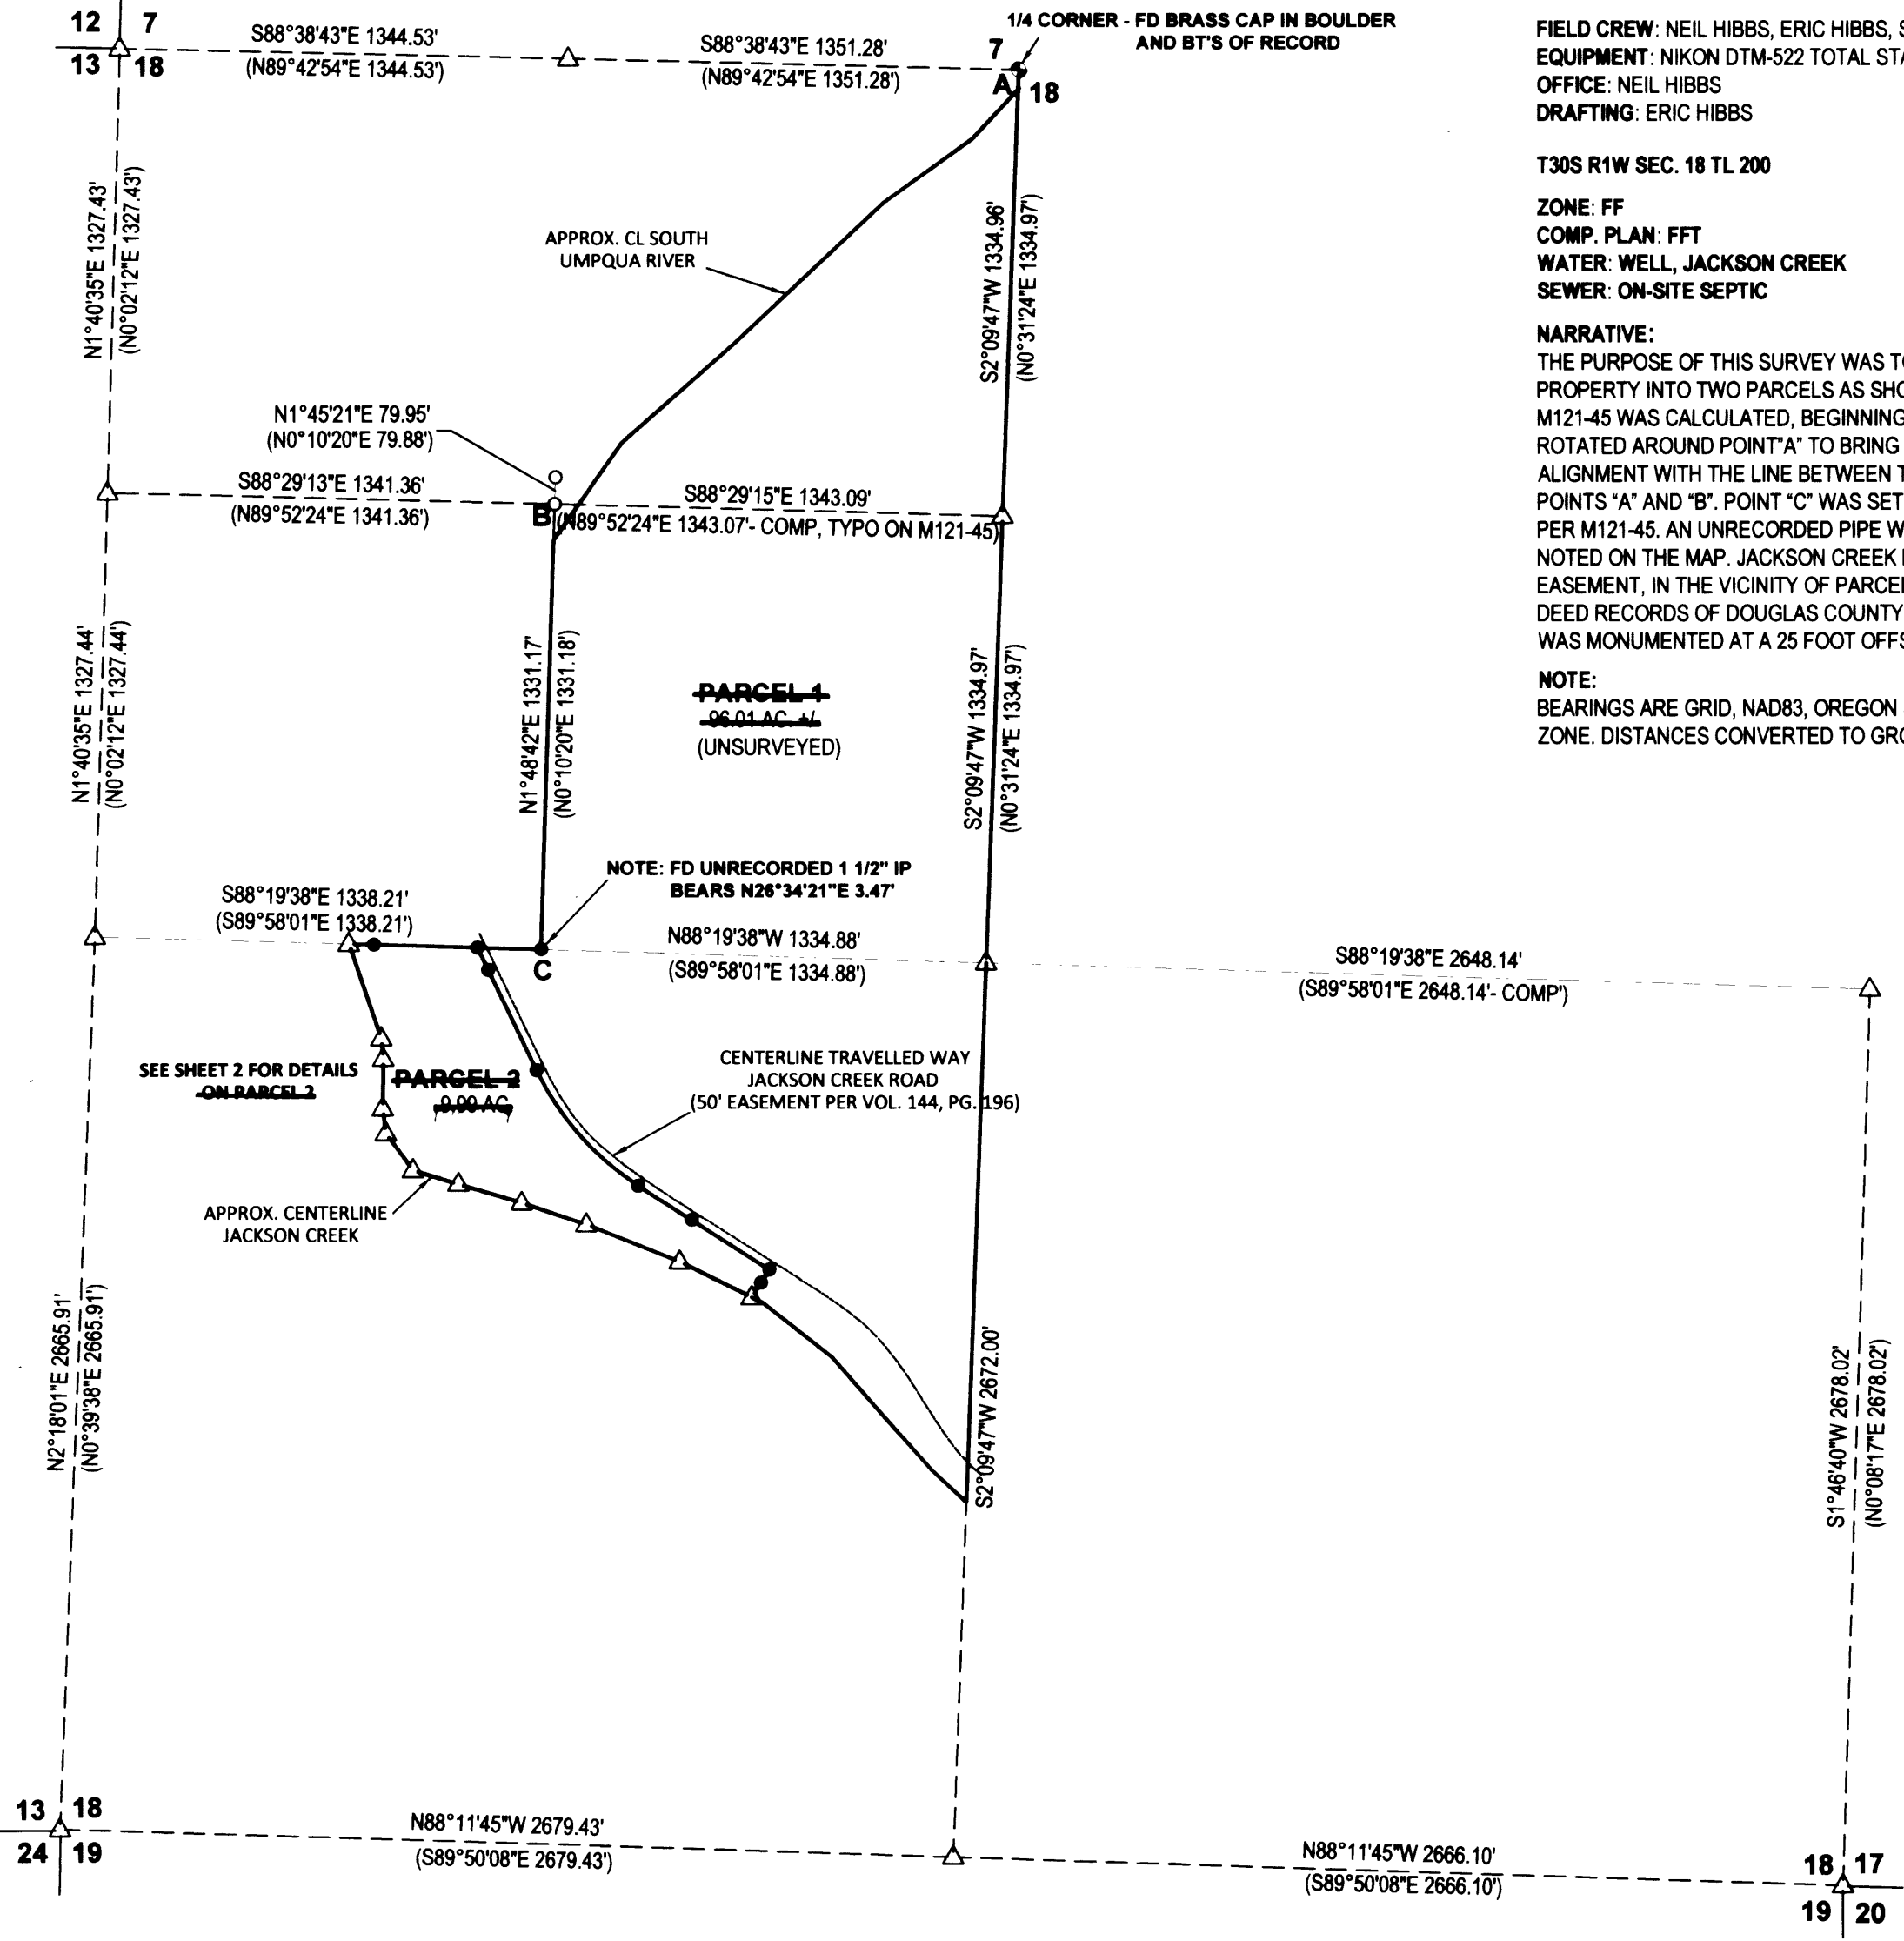 12 7
13 18
S88°38'43"E 1344.53'
(N89°42'54"E 1344.53')
S88°38'43"E 1351.28'
(N89°42'54"E 1351.28')
1/4 CORNER - FD BRASS CAP IN BOULDER
AND BT'S OF RECORD
7
A 18
N1°40'35"E 1327.43'
(N0°02'12"E 1327.43')
APPROX. CL SOUTH
UMPQUA RIVER
S2°09'47"W 1334.96'
(N0°31'24"E 1334.97')
N1°45'21"E 79.95'
(N0°10'20"E 79.88')
S88°29'13"E 1341.36'
(N89°52'24"E 1341.36')
B
S88°29'15"E 1343.09'
(N89°52'24"E 1343.07'- COMP, TYPO ON M121-45)
N1°40'35"E 1327.44'
(N0°02'12"E 1327.44')
N1°48'42"E 1331.17'
(N0°10'20"E 1331.18')
PARCEL 1
96.01 AC. +/-
(UNSURVEYED)
S2°09'47"W 1334.97'
(N0°31'24"E 1334.97')
NOTE: FD UNRECORDED 1 1/2" IP
BEARS N26°34'21"E 3.47'
S88°19'38"E 1338.21'
(S89°58'01"E 1338.21')
C
N88°19'38"W 1334.88'
(S89°58'01"E 1334.88')
S88°19'38"E 2648.14'
(S89°58'01"E 2648.14'- COMP')
SEE SHEET 2 FOR DETAILS
ON PARCEL 2
PARCEL 2
9.99 AC
CENTERLINE TRAVELLED WAY
JACKSON CREEK ROAD
(50' EASEMENT PER VOL. 144, PG. 196)
APPROX. CENTERLINE
JACKSON CREEK
N2°18'01"E 2665.91'
(N0°39'38"E 2665.91')
S2°09'47"W 2672.00'
S1°46'40"W 2678.02'
(N0°08'17"E 2678.02')
13 18
24 19
N88°11'45"W 2679.43'
(S89°50'08"E 2679.43')
N88°11'45"W 2666.10'
(S89°50'08"E 2666.10')
18 17
19 20
FIELD CREW: NEIL HIBBS, ERIC HIBBS, S
EQUIPMENT: NIKON DTM-522 TOTAL STA
OFFICE: NEIL HIBBS
DRAFTING: ERIC HIBBS
T30S R1W SEC. 18 TL 200
ZONE: FF
COMP. PLAN: FFT
WATER: WELL, JACKSON CREEK
SEWER: ON-SITE SEPTIC
NARRATIVE:
THE PURPOSE OF THIS SURVEY WAS TO
PROPERTY INTO TWO PARCELS AS SHO
M121-45 WAS CALCULATED, BEGINNING
ROTATED AROUND POINT"A" TO BRING
ALIGNMENT WITH THE LINE BETWEEN T
POINTS "A" AND "B". POINT "C" WAS SET
PER M121-45. AN UNRECORDED PIPE W
NOTED ON THE MAP. JACKSON CREEK
EASEMENT, IN THE VICINITY OF PARCEL
DEED RECORDS OF DOUGLAS COUNTY
WAS MONUMENTED AT A 25 FOOT OFFS
NOTE:
BEARINGS ARE GRID, NAD83, OREGON
ZONE. DISTANCES CONVERTED TO GRO